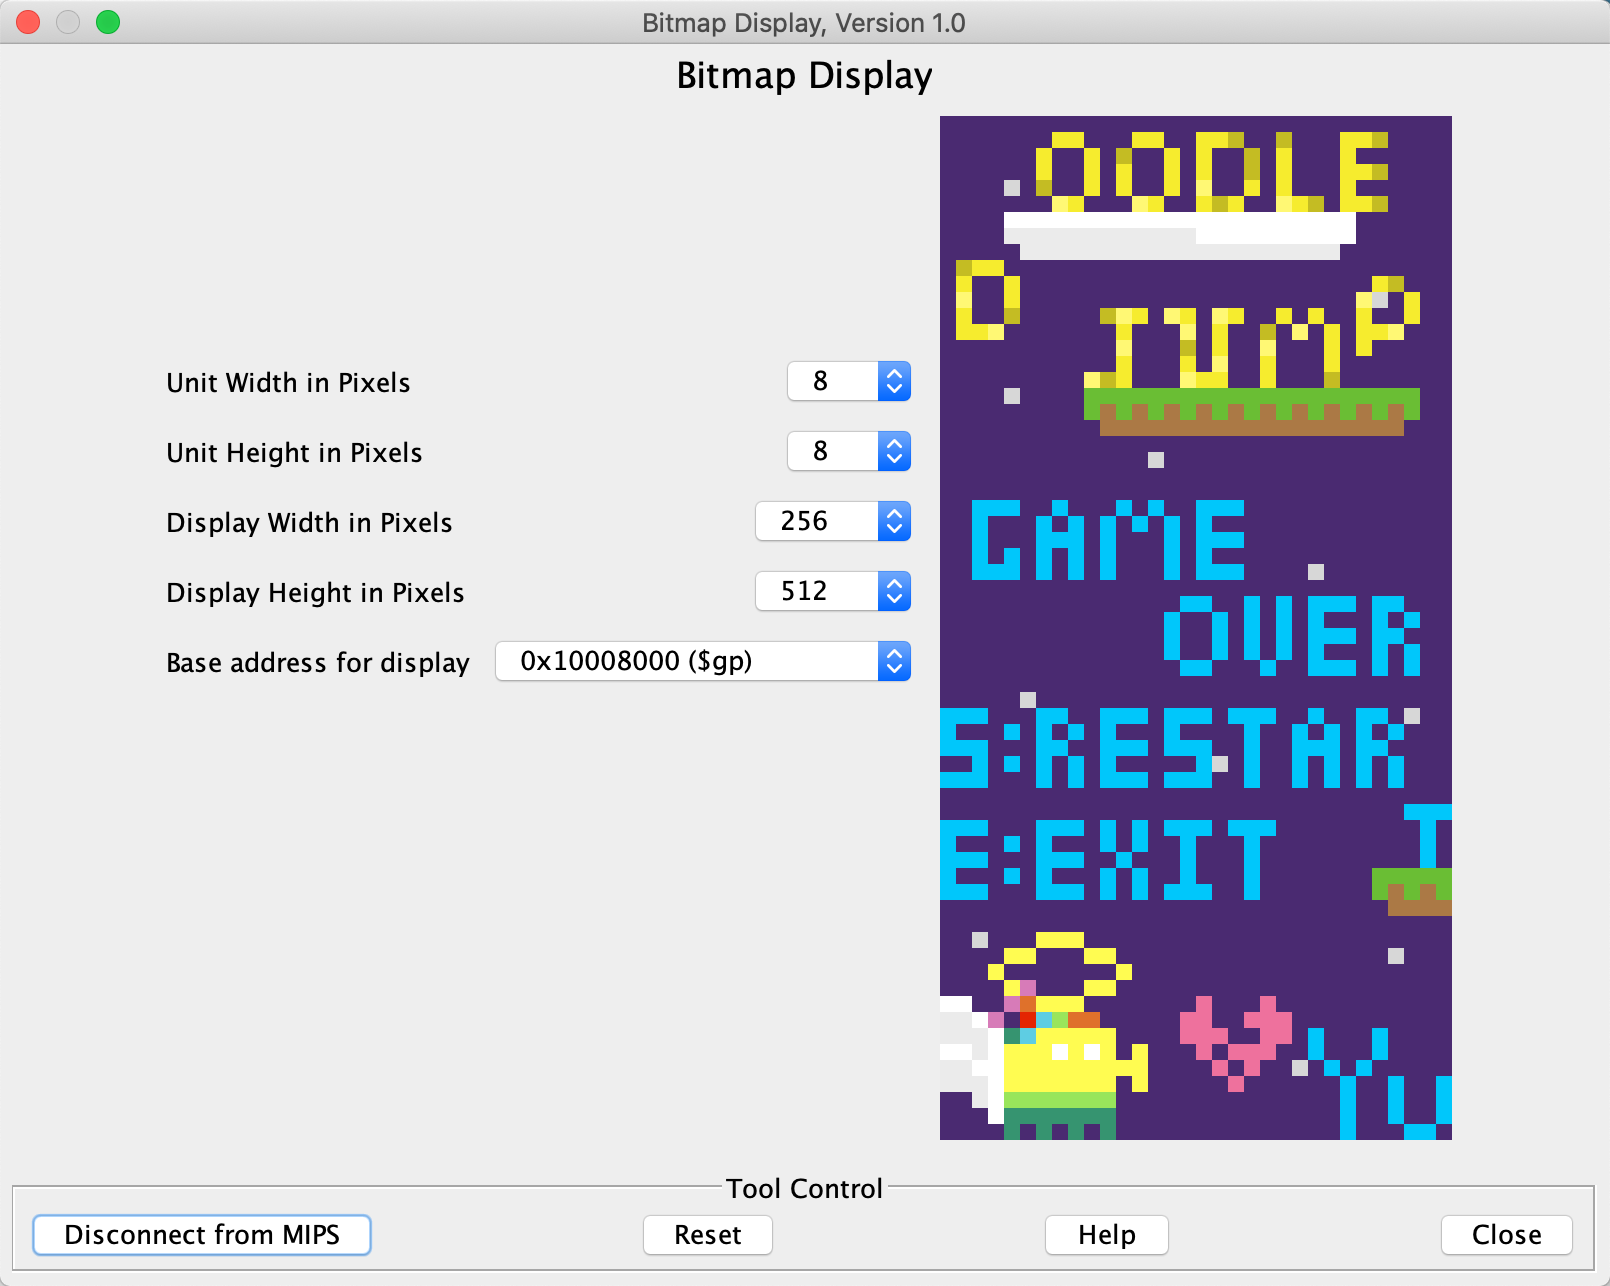 Bitmap Display, Version 1.0
Bitmap Display
Unit Width in Pixels 8
Unit Height in Pixels 8
Display Width in Pixels 256
Display Height in Pixels 512
Base address for display 0x10008000 ($gp)
OODLE
D
JUMP
GAME
OVER
S:RESTAR
T
E:EXIT
YU
Tool Control
Disconnect from MIPS Reset Help Close